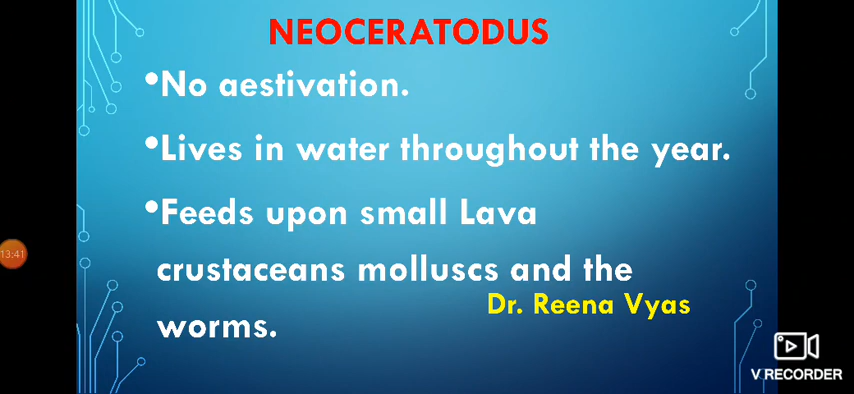 NEOCERATODUS
•No aestivation.
•Lives in water throughout the year.
•Feeds upon small Lava
crustaceans molluscs and the
worms.
Dr. Reena Vyas
13:41
V RECORDER